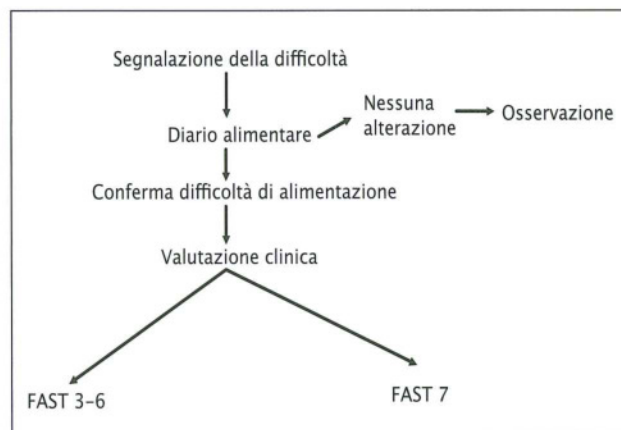 Segnalazione della difficoltà
Nessuna
alterazione
Osservazione
Diario alimentare
Conferma difficoltà di alimentazione
Valutazione clinica
FAST 3-6
FAST 7